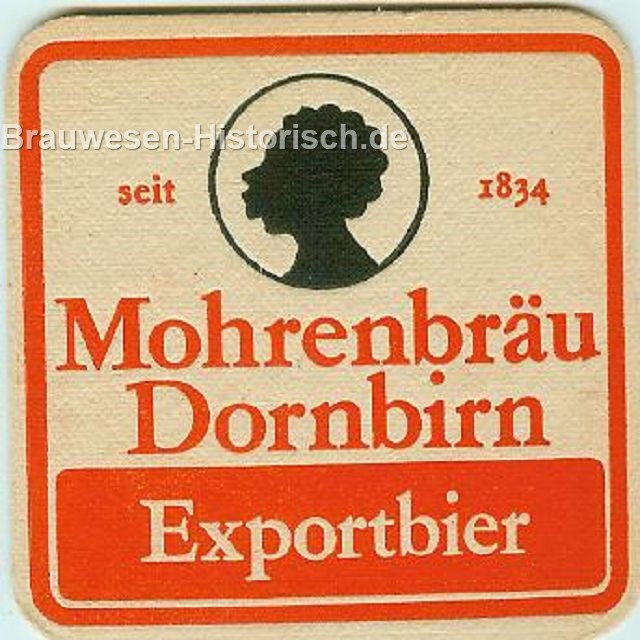 Brauwesen-Historisch.de
seit 1834
Mohrenbräu
Dornbirn
Exportbier